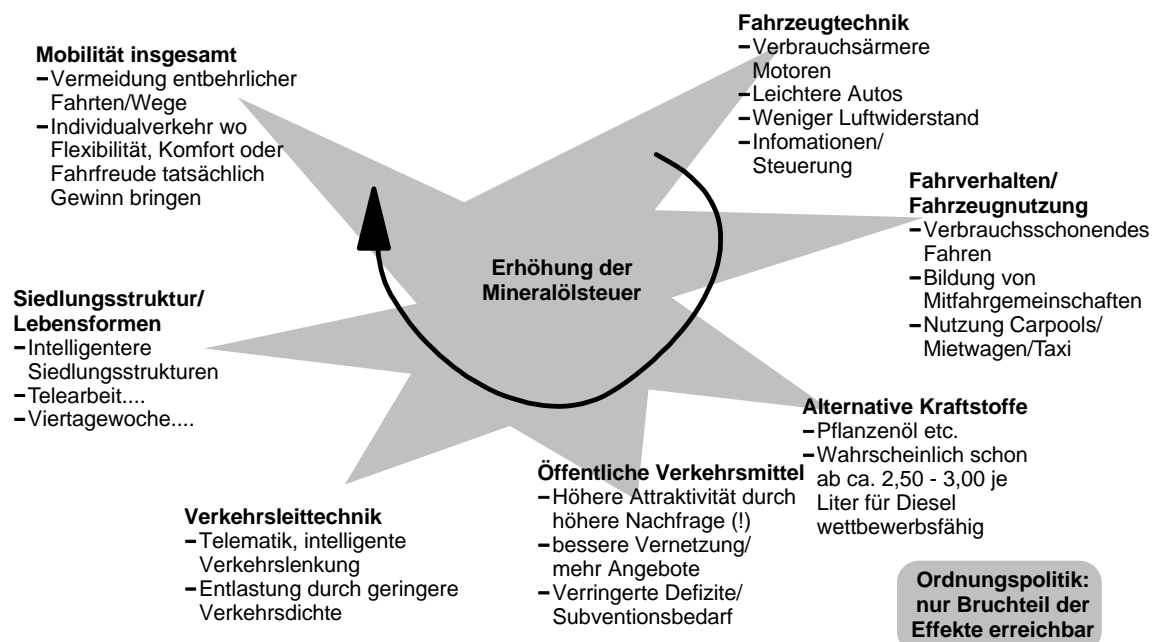 Fahrzeugtechnik
–Verbrauchsärmere
Motoren
–Leichtere Autos
–Weniger Luftwiderstand
–Infomationen/
Steuerung
Mobilität insgesamt
–Vermeidung entbehrlicher
Fahrten/Wege
–Individualverkehr wo
Flexibilität, Komfort oder
Fahrfreude tatsächlich
Gewinn bringen
Fahrverhalten/
Fahrzeugnutzung
–Verbrauchsschonendes
Fahren
–Bildung von
Mitfahrgemeinschaften
–Nutzung Carpools/
Mietwagen/Taxi
Erhöhung der
Mineralölsteuer
Siedlungsstruktur/
Lebensformen
–Intelligentere
Siedlungsstrukturen
–Telearbeit....
–Viertagewoche....
Alternative Kraftstoffe
–Pflanzenöl etc.
–Wahrscheinlich schon
ab ca. 2,50 - 3,00 je
Liter für Diesel
wettbewerbsfähig
Öffentliche Verkehrsmittel
–Höhere Attraktivität durch
höhere Nachfrage (!)
–bessere Vernetzung/
mehr Angebote
–Verringerte Defizite/
Subventionsbedarf
Verkehrsleittechnik
–Telematik, intelligente
Verkehrslenkung
–Entlastung durch geringere
Verkehrsdichte
Ordnungspolitik:
nur Bruchteil der
Effekte erreichbar